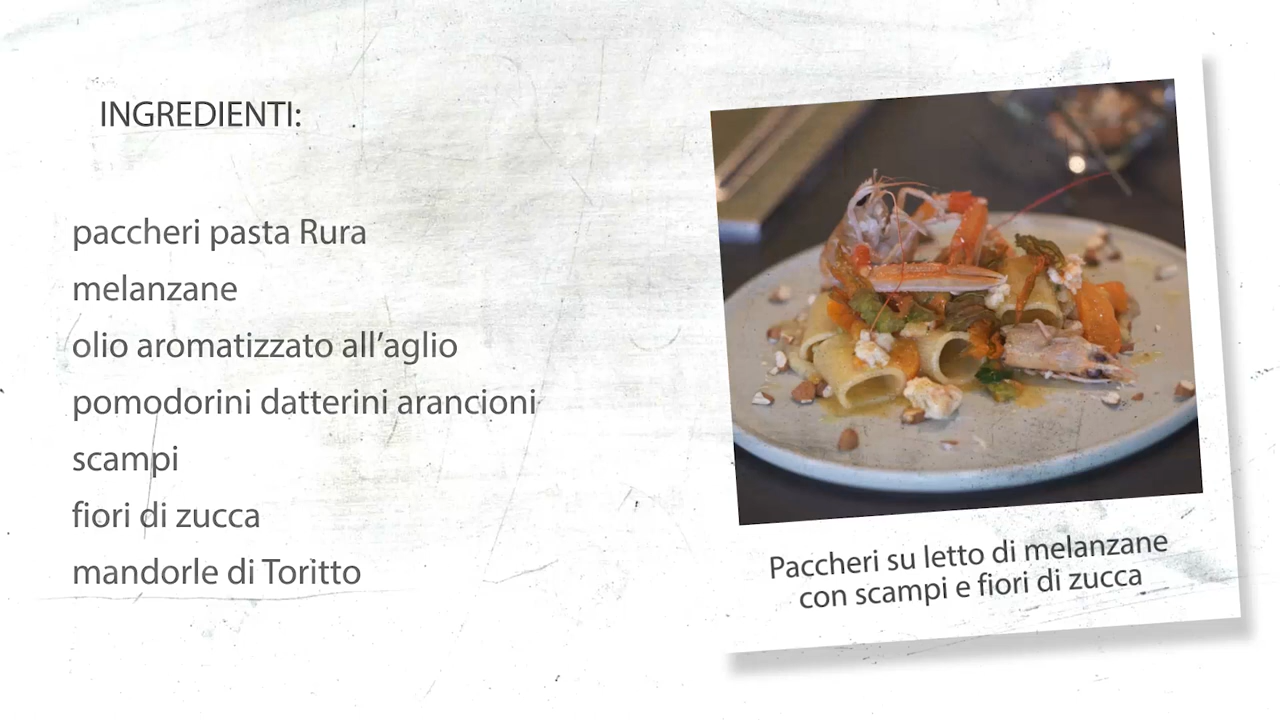 INGREDIENTI:
paccheri pasta Rura
melanzane
olio aromatizzato all’aglio
pomodorini datterini arancioni
scampi
fiori di zucca
mandorle di Toritto
Paccheri su letto di melanzane
con scampi e fiori di zucca